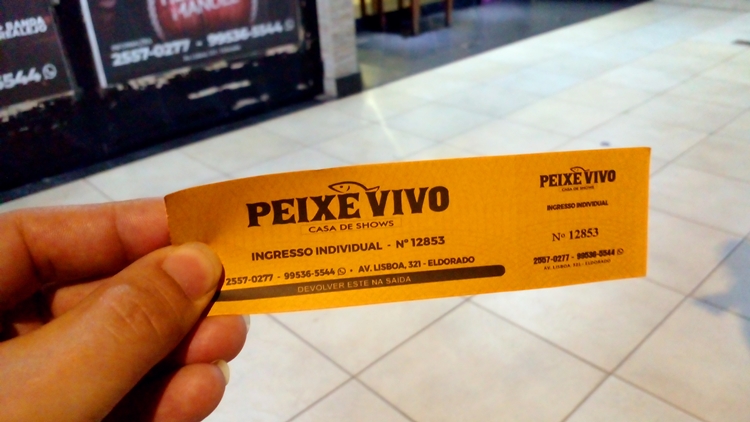 MANOEL
2557-0277 - 99536-5544
5544
PEIXE VIVO
CASA DE SHOWS
INGRESSO INDIVIDUAL - Nº 12853
2557-0277 - 99536-5544 • AV. LISBOA, 321 - ELDORADO
DEVOLVER ESTE NA SAÍDA
PEIXE VIVO
CASA DE SHOWS
INGRESSO INDIVIDUAL
Nº 12853
2557-0277 - 99536-5544
AV. LISBOA, 321 - ELDORADO